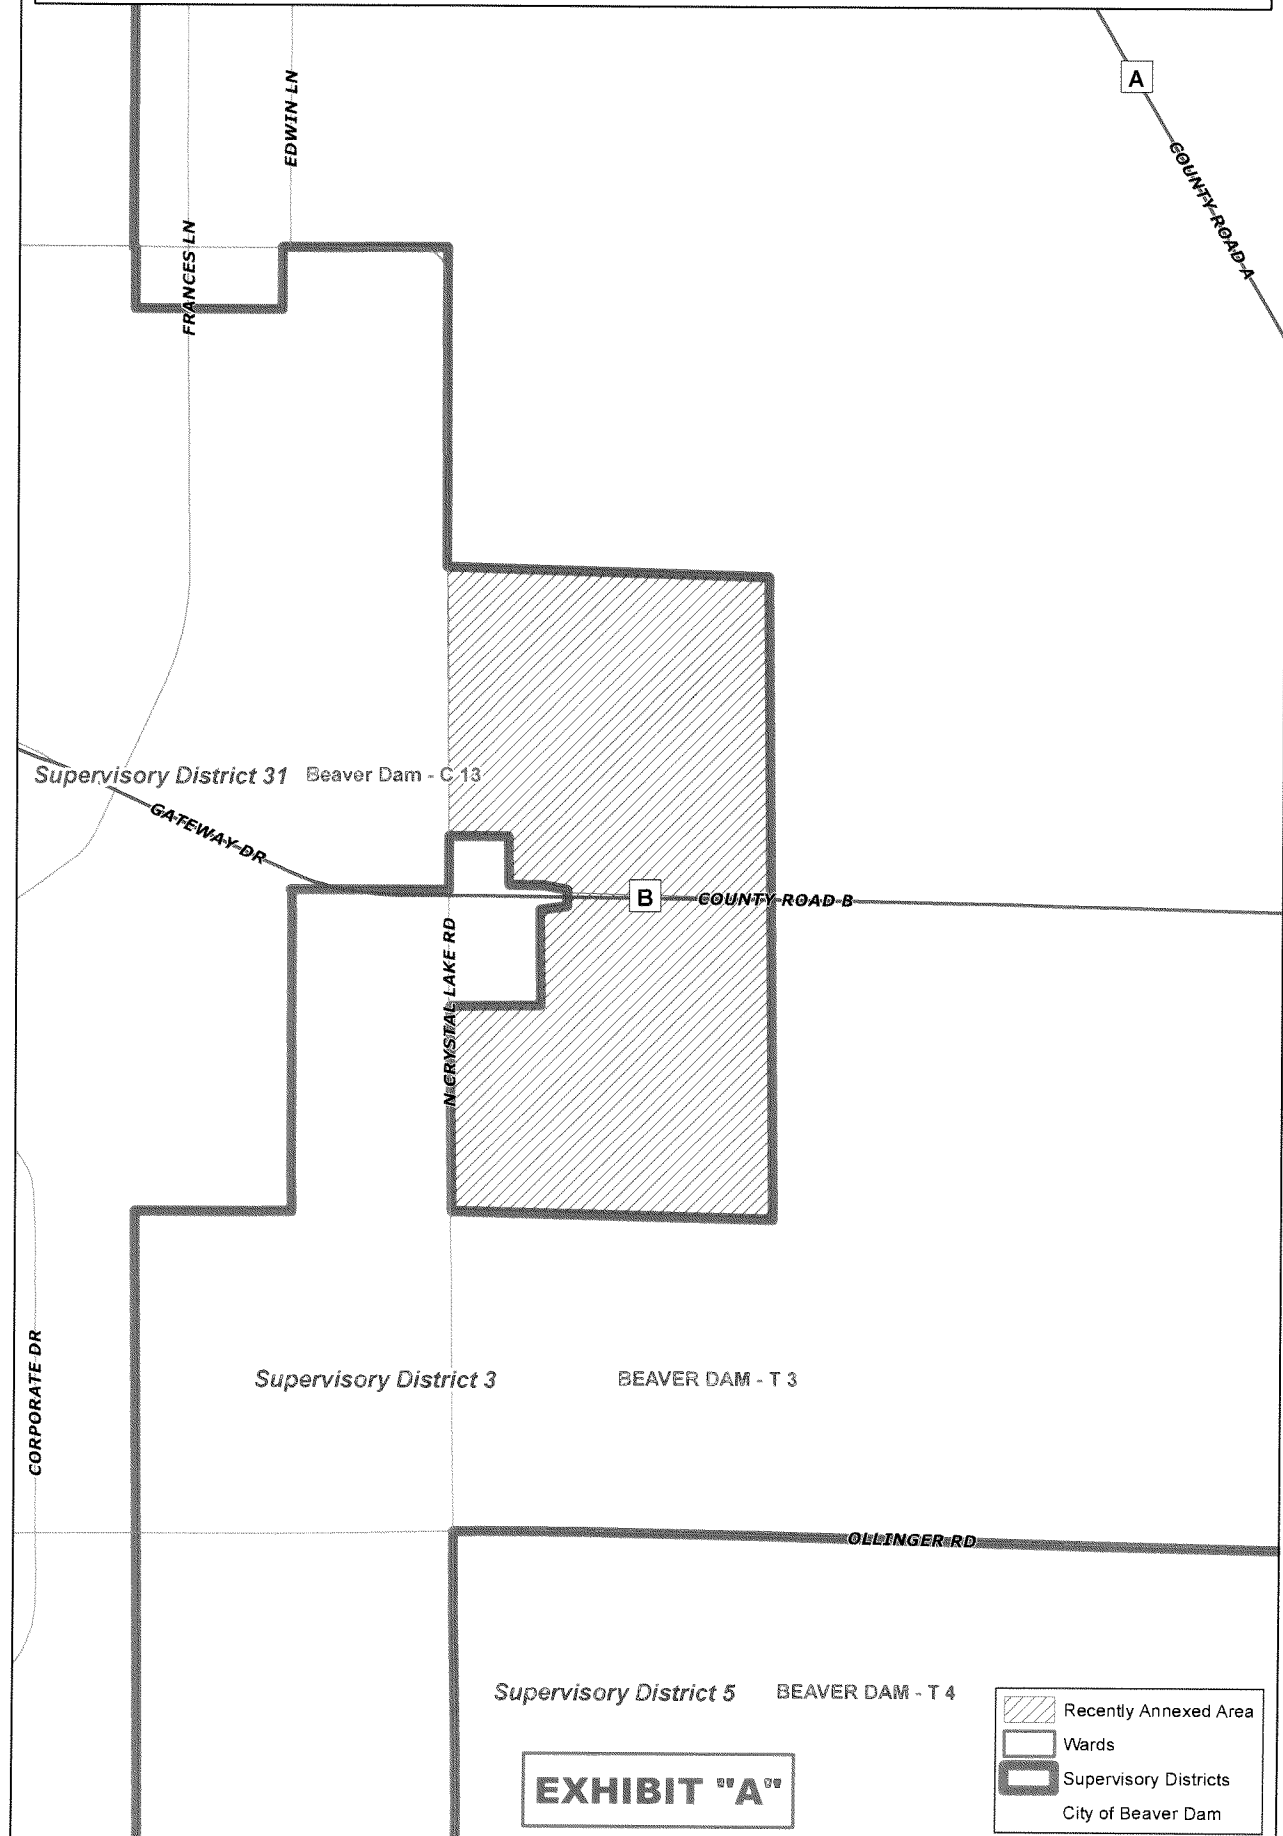 A
EDWIN LN
COUNTY ROAD A
FRANCES LN
Supervisory District 31 Beaver Dam - C 13
GATEWAY DR
B
COUNTY ROAD B
N CRYSTAL LAKE RD
CORPORATE DR
Supervisory District 3 BEAVER DAM - T 3
OLLINGER RD
Supervisory District 5 BEAVER DAM - T 4
EXHIBIT "A"
Recently Annexed Area
Wards
Supervisory Districts
City of Beaver Dam